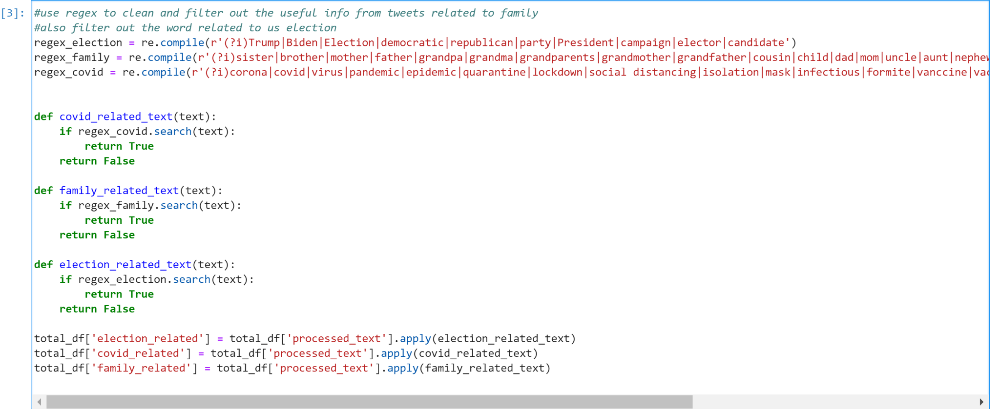 [3]: #use regex to clean and filter out the useful info from tweets related to family
#also filter out the word related to us election
regex_election = re.compile(r'(?i)Trump|Biden|Election|democratic|republican|party|President|campaign|elector|candidate')
regex_family = re.compile(r'(?i)sister|brother|mother|father|grandpa|grandma|grandparents|grandmother|grandfather|cousin|child|dad|mom|uncle|aunt|nephew
regex_covid = re.compile(r'(?i)corona|covid|virus|pandemic|epidemic|quarantine|lockdown|social distancing|isolation|mask|infectious|formite|vanccine|
def covid_related_text(text):
    if regex_covid.search(text):
        return True
    return False
def family_related_text(text):
    if regex_family.search(text):
        return True
    return False
def election_related_text(text):
    if regex_election.search(text):
        return True
    return False
total_df['election_related'] = total_df['processed_text'].apply(election_related_text)
total_df['covid_related'] = total_df['processed_text'].apply(covid_related_text)
total_df['family_related'] = total_df['processed_text'].apply(family_related_text)